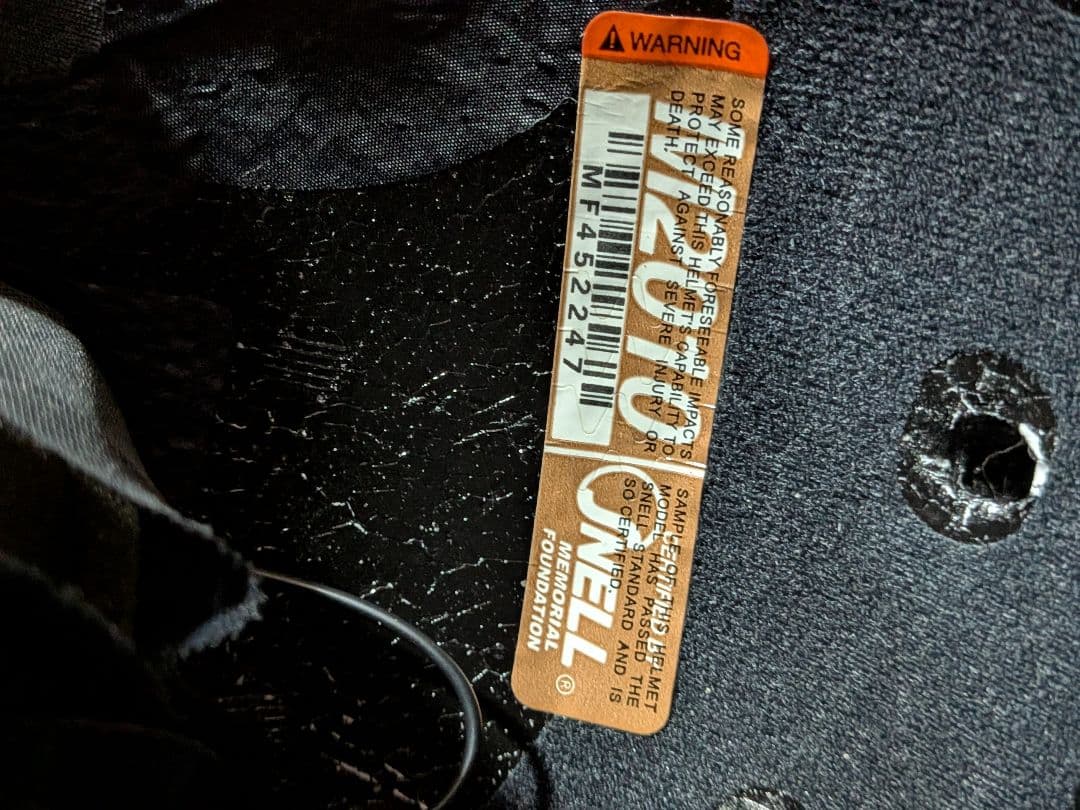 WARNING
SOME REASONABLY FORESEEABLE IMPACTS
MAY EXCEED THIS HELMET'S CAPABILITY TO
PROTECT AGAINST SEVERE INJURY OR
DEATH.
M2010
MF452247
SAMPLE OF THIS HELMET
MODEL HAS PASSED THE
SNELL STANDARD AND IS
SO CERTIFIED.
SNELL®
MEMORIAL
FOUNDATION